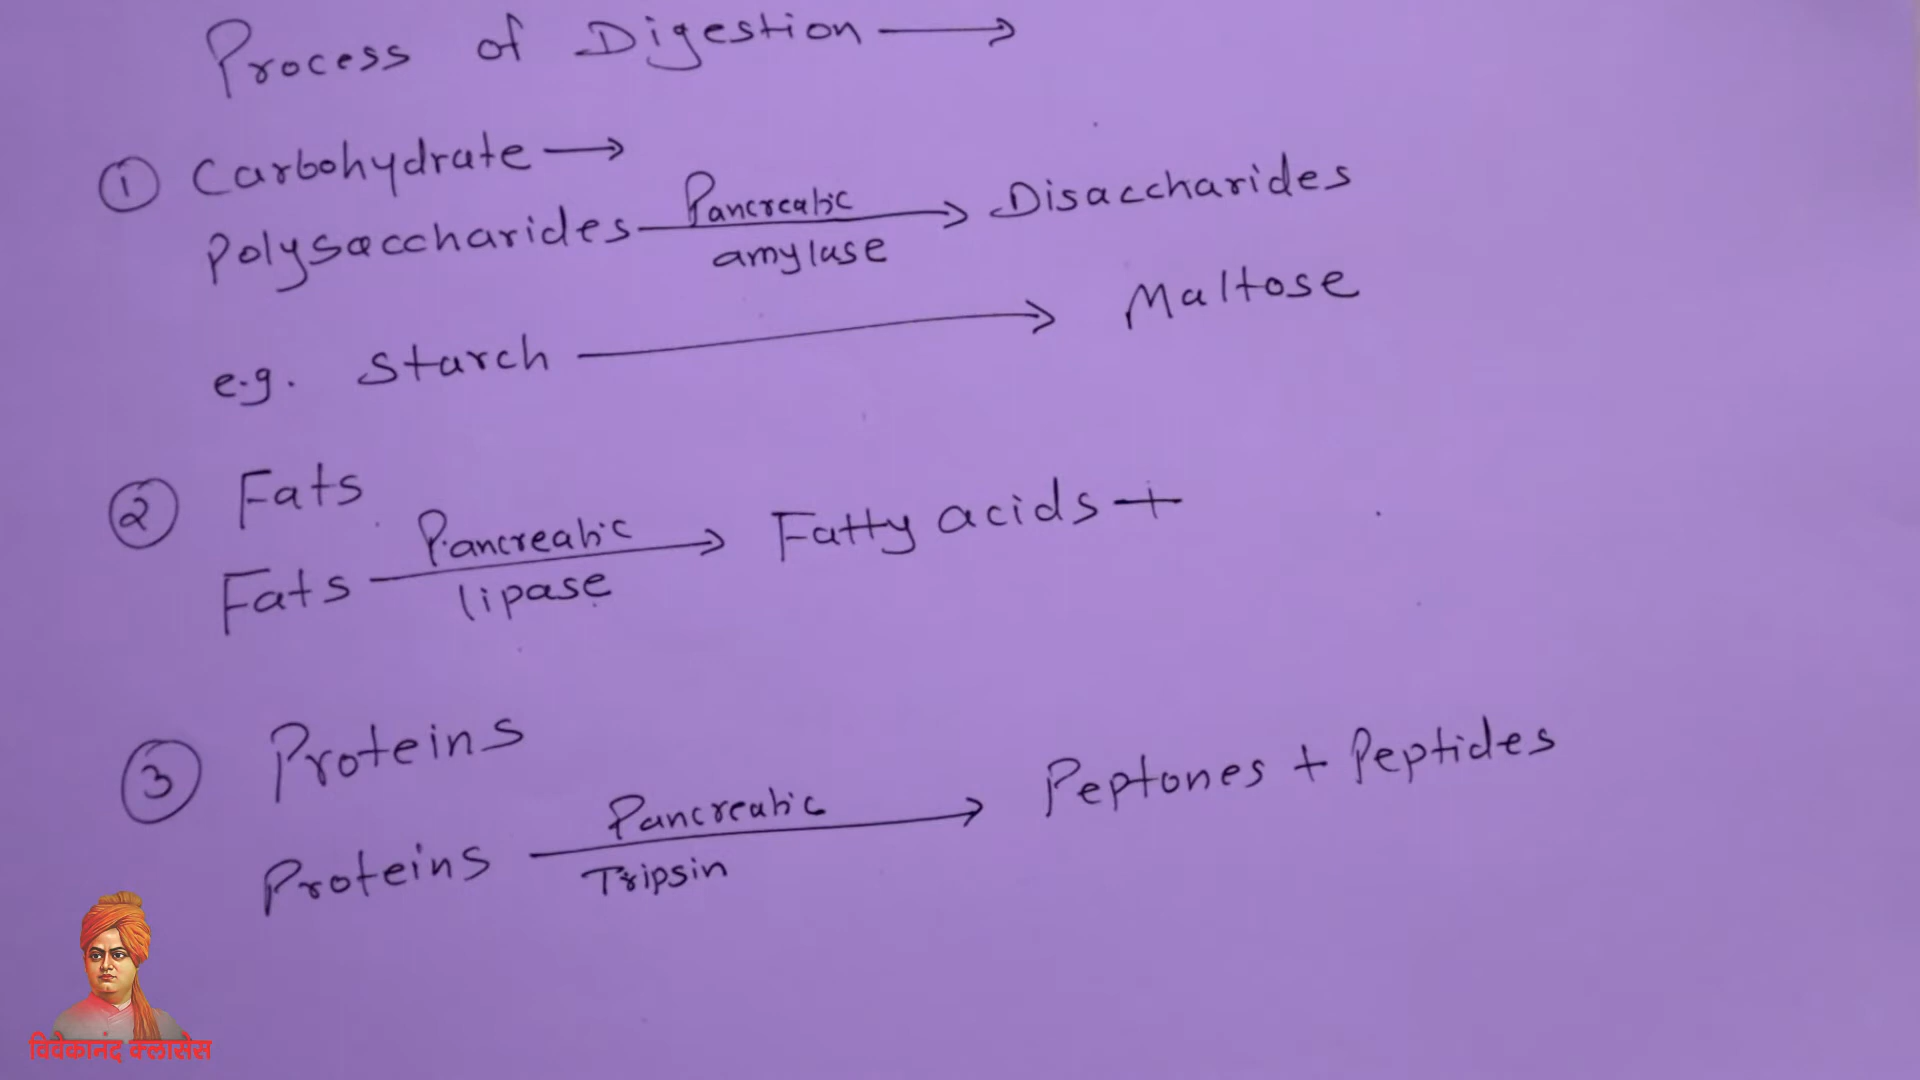 Process of Digestion →
① Carbohydrate →
Polysaccharides Pancreatic amylase → Disaccharides
e.g. Starch → Maltose
② Fats
Fats Pancreatic lipase → Fatty acids +
③ Proteins
Proteins Pancreatic Tripsin → Peptones + Peptides
विवेकानद् क्लासेस